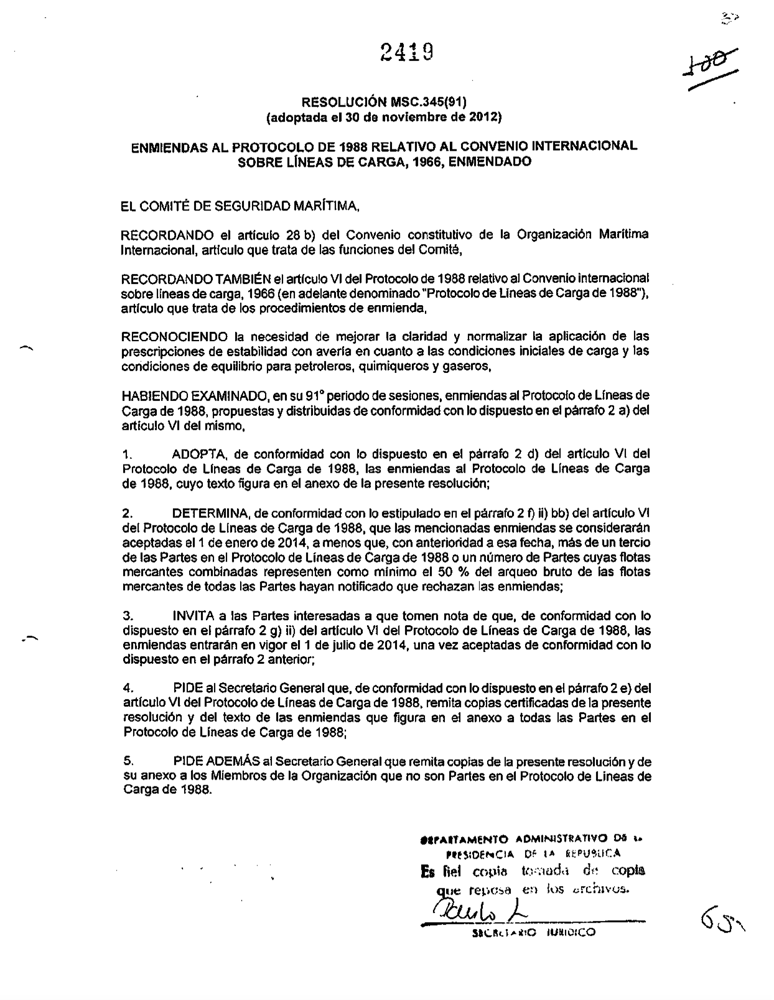 2419
100
RESOLUCIÓN MSC.345(91)
(adoptada el 30 de noviembre de 2012)
ENMIENDAS AL PROTOCOLO DE 1988 RELATIVO AL CONVENIO INTERNACIONAL
SOBRE LÍNEAS DE CARGA, 1966, ENMENDADO
EL COMITÉ DE SEGURIDAD MARÍTIMA,
RECORDANDO el artículo 28 b) del Convenio constitutivo de la Organización Marítima
Internacional, artículo que trata de las funciones del Comité,
RECORDANDO TAMBIÉN el artículo VI del Protocolo de 1988 relativo al Convenio internacional
sobre líneas de carga, 1966 (en adelante denominado "Protocolo de Líneas de Carga de 1988"),
artículo que trata de los procedimientos de enmienda,
RECONOCIENDO la necesidad de mejorar la claridad y normalizar la aplicación de las
prescripciones de estabilidad con avería en cuanto a las condiciones iniciales de carga y las
condiciones de equilibrio para petroleros, quimiqueros y gaseros,
HABIENDO EXAMINADO, en su 91º periodo de sesiones, enmiendas al Protocolo de Líneas de
Carga de 1988, propuestas y distribuidas de conformidad con lo dispuesto en el párrafo 2 a) del
artículo VI del mismo,
1. ADOPTA, de conformidad con lo dispuesto en el párrafo 2 d) del artículo VI del
Protocolo de Líneas de Carga de 1988, las enmiendas al Protocolo de Líneas de Carga
de 1988, cuyo texto figura en el anexo de la presente resolución;
2. DETERMINA, de conformidad con lo estipulado en el párrafo 2 f) ii) bb) del artículo VI
del Protocolo de Líneas de Carga de 1988, que las mencionadas enmiendas se considerarán
aceptadas el 1 de enero de 2014, a menos que, con anterioridad a esa fecha, más de un tercio
de las Partes en el Protocolo de Líneas de Carga de 1988 o un número de Partes cuyas flotas
mercantes combinadas representen como mínimo el 50 % del arqueo bruto de las flotas
mercantes de todas las Partes hayan notificado que rechazan las enmiendas;
3. INVITA a las Partes interesadas a que tomen nota de que, de conformidad con lo
dispuesto en el párrafo 2 g) ii) del artículo VI del Protocolo de Líneas de Carga de 1988, las
enmiendas entrarán en vigor el 1 de julio de 2014, una vez aceptadas de conformidad con lo
dispuesto en el párrafo 2 anterior;
4. PIDE al Secretario General que, de conformidad con lo dispuesto en el párrafo 2 e) del
artículo VI del Protocolo de Líneas de Carga de 1988, remita copias certificadas de la presente
resolución y del texto de las enmiendas que figura en el anexo a todas las Partes en el
Protocolo de Líneas de Carga de 1988;
5. PIDE ADEMÁS al Secretario General que remita copias de la presente resolución y de
su anexo a los Miembros de la Organización que no son Partes en el Protocolo de Líneas de
Carga de 1988.
DEPARTAMENTO ADMINISTRATIVO DE LA
PRESIDENCIA DE LA REPUBLICA
Es fiel copia tomada de copia
que reposa en los archivos.
SECRETARIO JURIDICO